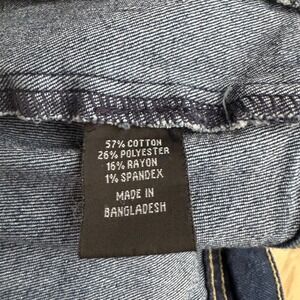 57% COTTON
26% POLYESTER
16% RAYON
1% SPANDEX
MADE IN
BANGLADESH